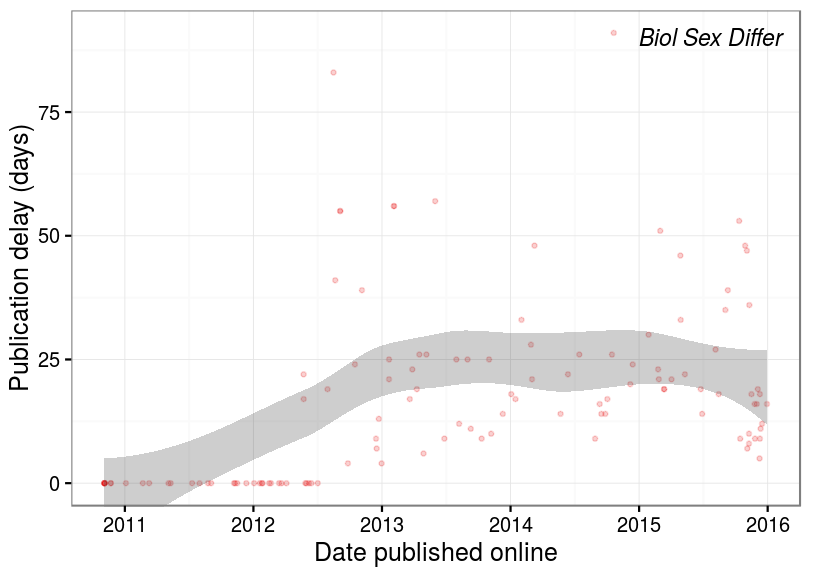 Biol Sex Differ
Publication delay (days)
75
50
25
0
2011 2012 2013 2014 2015 2016
Date published online